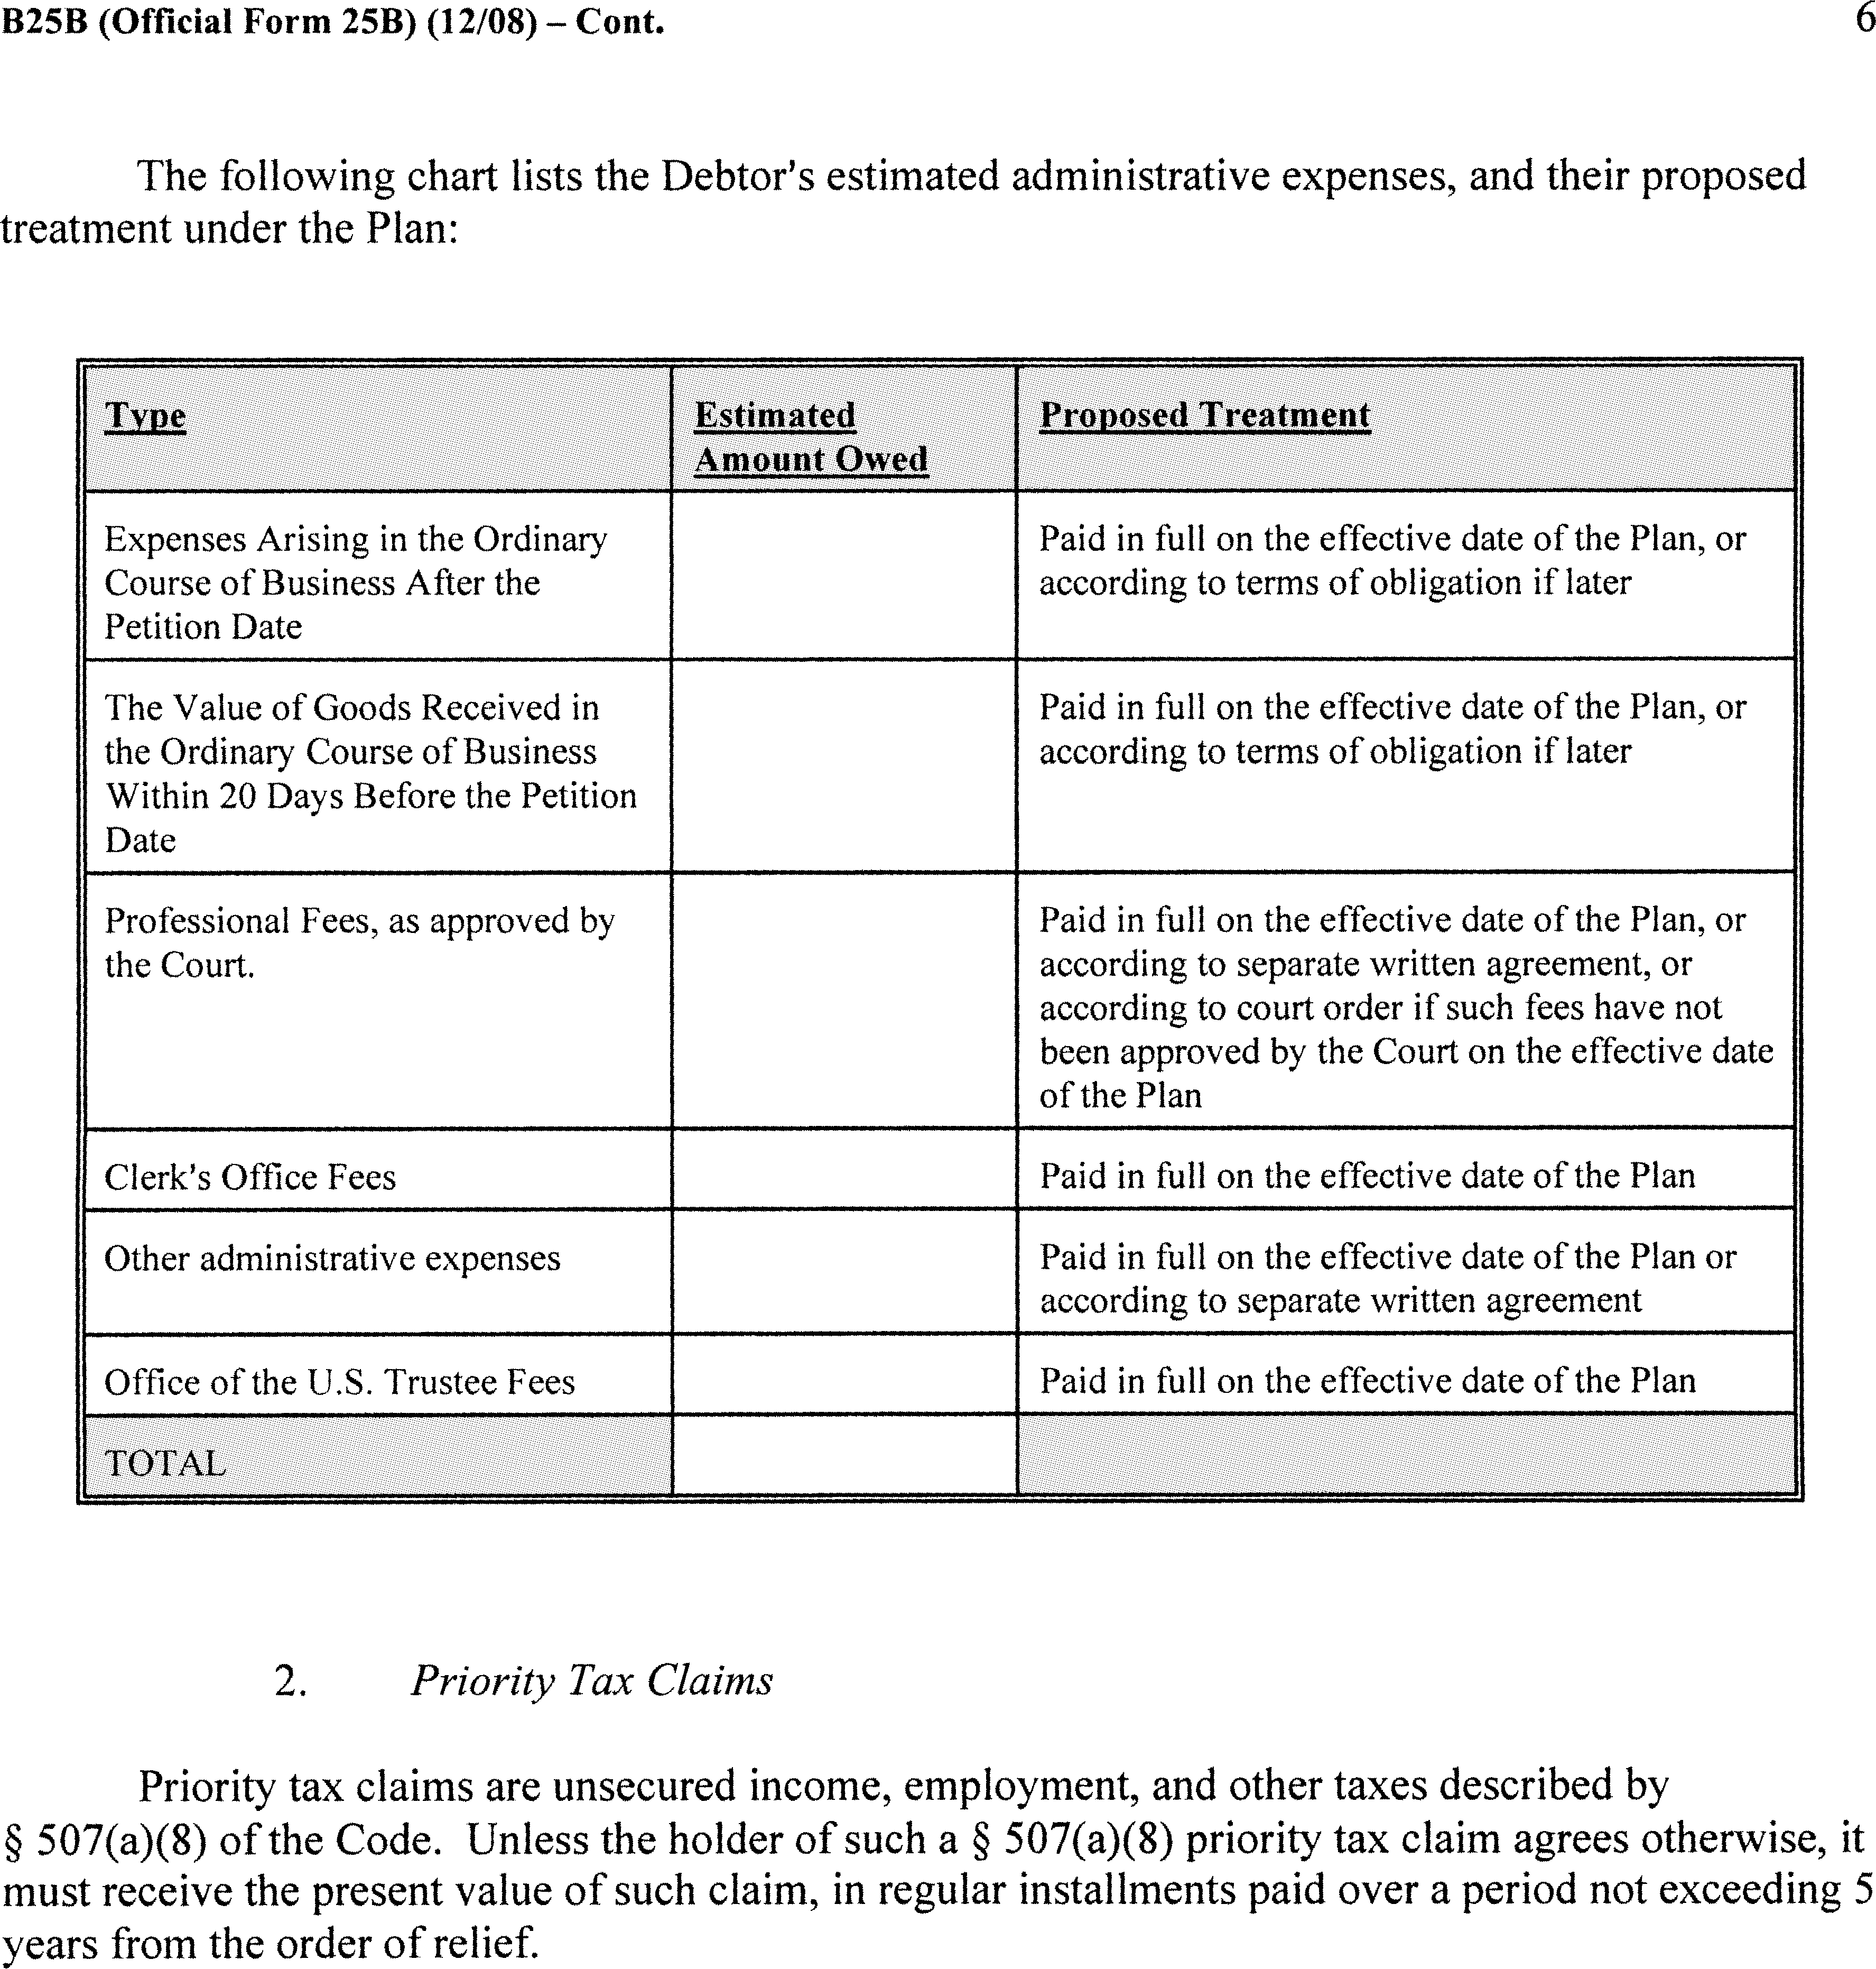 B25B (Official Form 25B) (12/08) – Cont.
6
The following chart lists the Debtor's estimated administrative expenses, and their proposed
treatment under the Plan:
Type
Estimated
Amount Owed
Proposed Treatment
Expenses Arising in the Ordinary
Course of Business After the
Petition Date
Paid in full on the effective date of the Plan, or
according to terms of obligation if later
The Value of Goods Received in
the Ordinary Course of Business
Within 20 Days Before the Petition
Date
Paid in full on the effective date of the Plan, or
according to terms of obligation if later
Professional Fees, as approved by
the Court.
Paid in full on the effective date of the Plan, or
according to separate written agreement, or
according to court order if such fees have not
been approved by the Court on the effective date
of the Plan
Clerk's Office Fees
Paid in full on the effective date of the Plan
Other administrative expenses
Paid in full on the effective date of the Plan or
according to separate written agreement
Office of the U.S. Trustee Fees
Paid in full on the effective date of the Plan
TOTAL
2. Priority Tax Claims
Priority tax claims are unsecured income, employment, and other taxes described by
§ 507(a)(8) of the Code. Unless the holder of such a § 507(a)(8) priority tax claim agrees otherwise, it
must receive the present value of such claim, in regular installments paid over a period not exceeding 5
years from the order of relief.